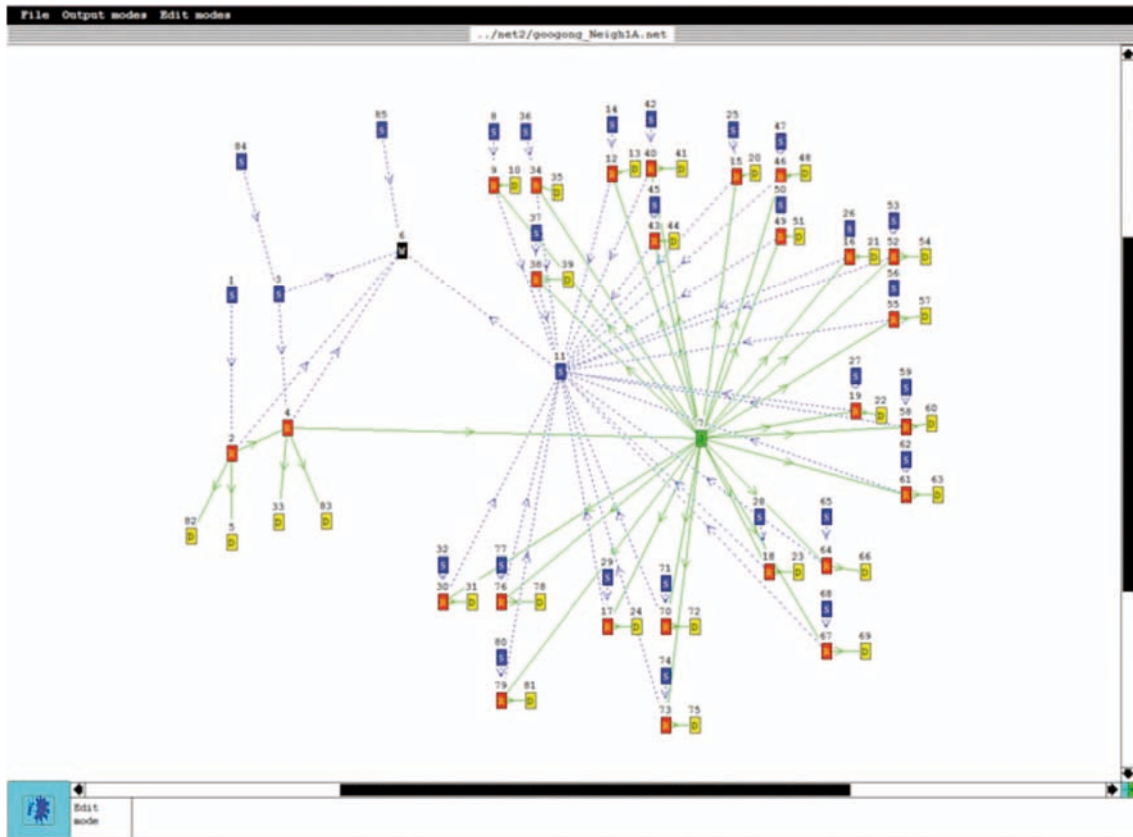 File Output modes Edit modes
../net2/googong_Neigh1A.net
85 8 36 14 42 25 47
S S S S S S S
84 13 40 41 12 15 20 46 48
S R D R D R D R D
9 10 34 35 45 50
R D R D S S
37 43 44 49 51 26 53
S R D R D S S
6 38 39 16 21 52 54
W R D R D R D
1 3 56
S S S
55 57
R D
11 27 59
S S S
19 22 58 60
R D R D
4 7 62
R S
2 61 63
R R D
82 5 33 83 28 65
D D D D S S
32 77 29 71 18 23 64 66
S S S S R D R D
30 31 76 78 68
R D R D S
17 24 70 72
R D R D
80 74 67 69
S S R D
79 81 73 75
R D R D
Edit
mode